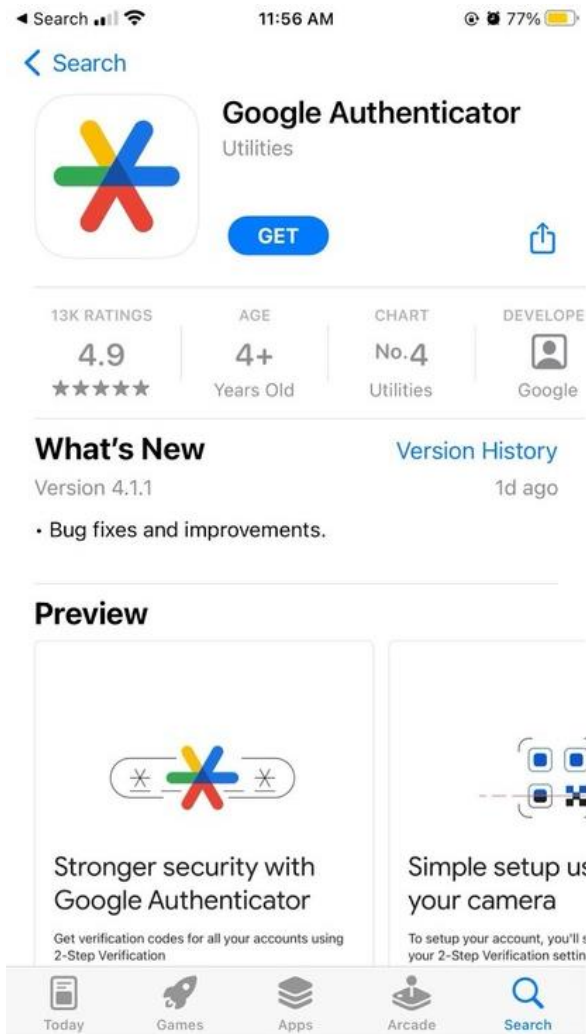 ◀ Search
11:56 AM
77%
Search
Google Authenticator
Utilities
GET
13K RATINGS
4.9
★★★★★
AGE
4+
Years Old
CHART
No.4
Utilities
DEVELOPE
Google
What's New
Version History
Version 4.1.1
1d ago
• Bug fixes and improvements.
Preview
Stronger security with
Google Authenticator
Get verification codes for all your accounts using
2-Step Verification
Simple setup us
your camera
To setup your account, you'll s
your 2-Step Verification settin
Today
Games
Apps
Arcade
Search